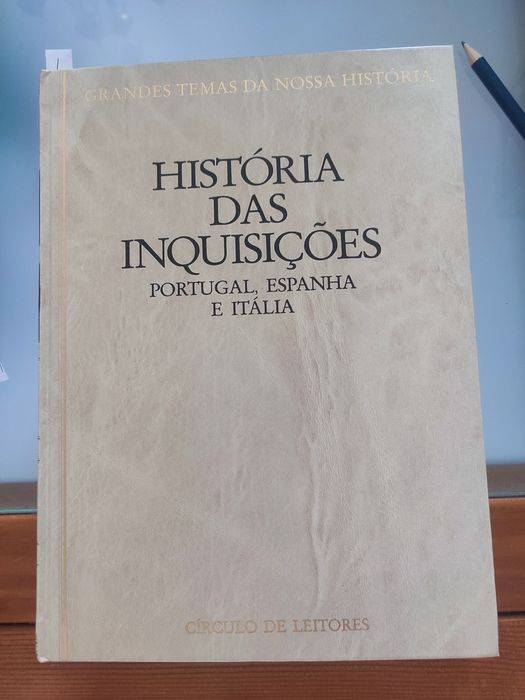 GRANDES TEMAS DA NOSSA HISTÓRIA
HISTÓRIA
DAS
INQUISIÇÕES
PORTUGAL, ESPANHA
E ITÁLIA
CÍRCULO DE LEITORES